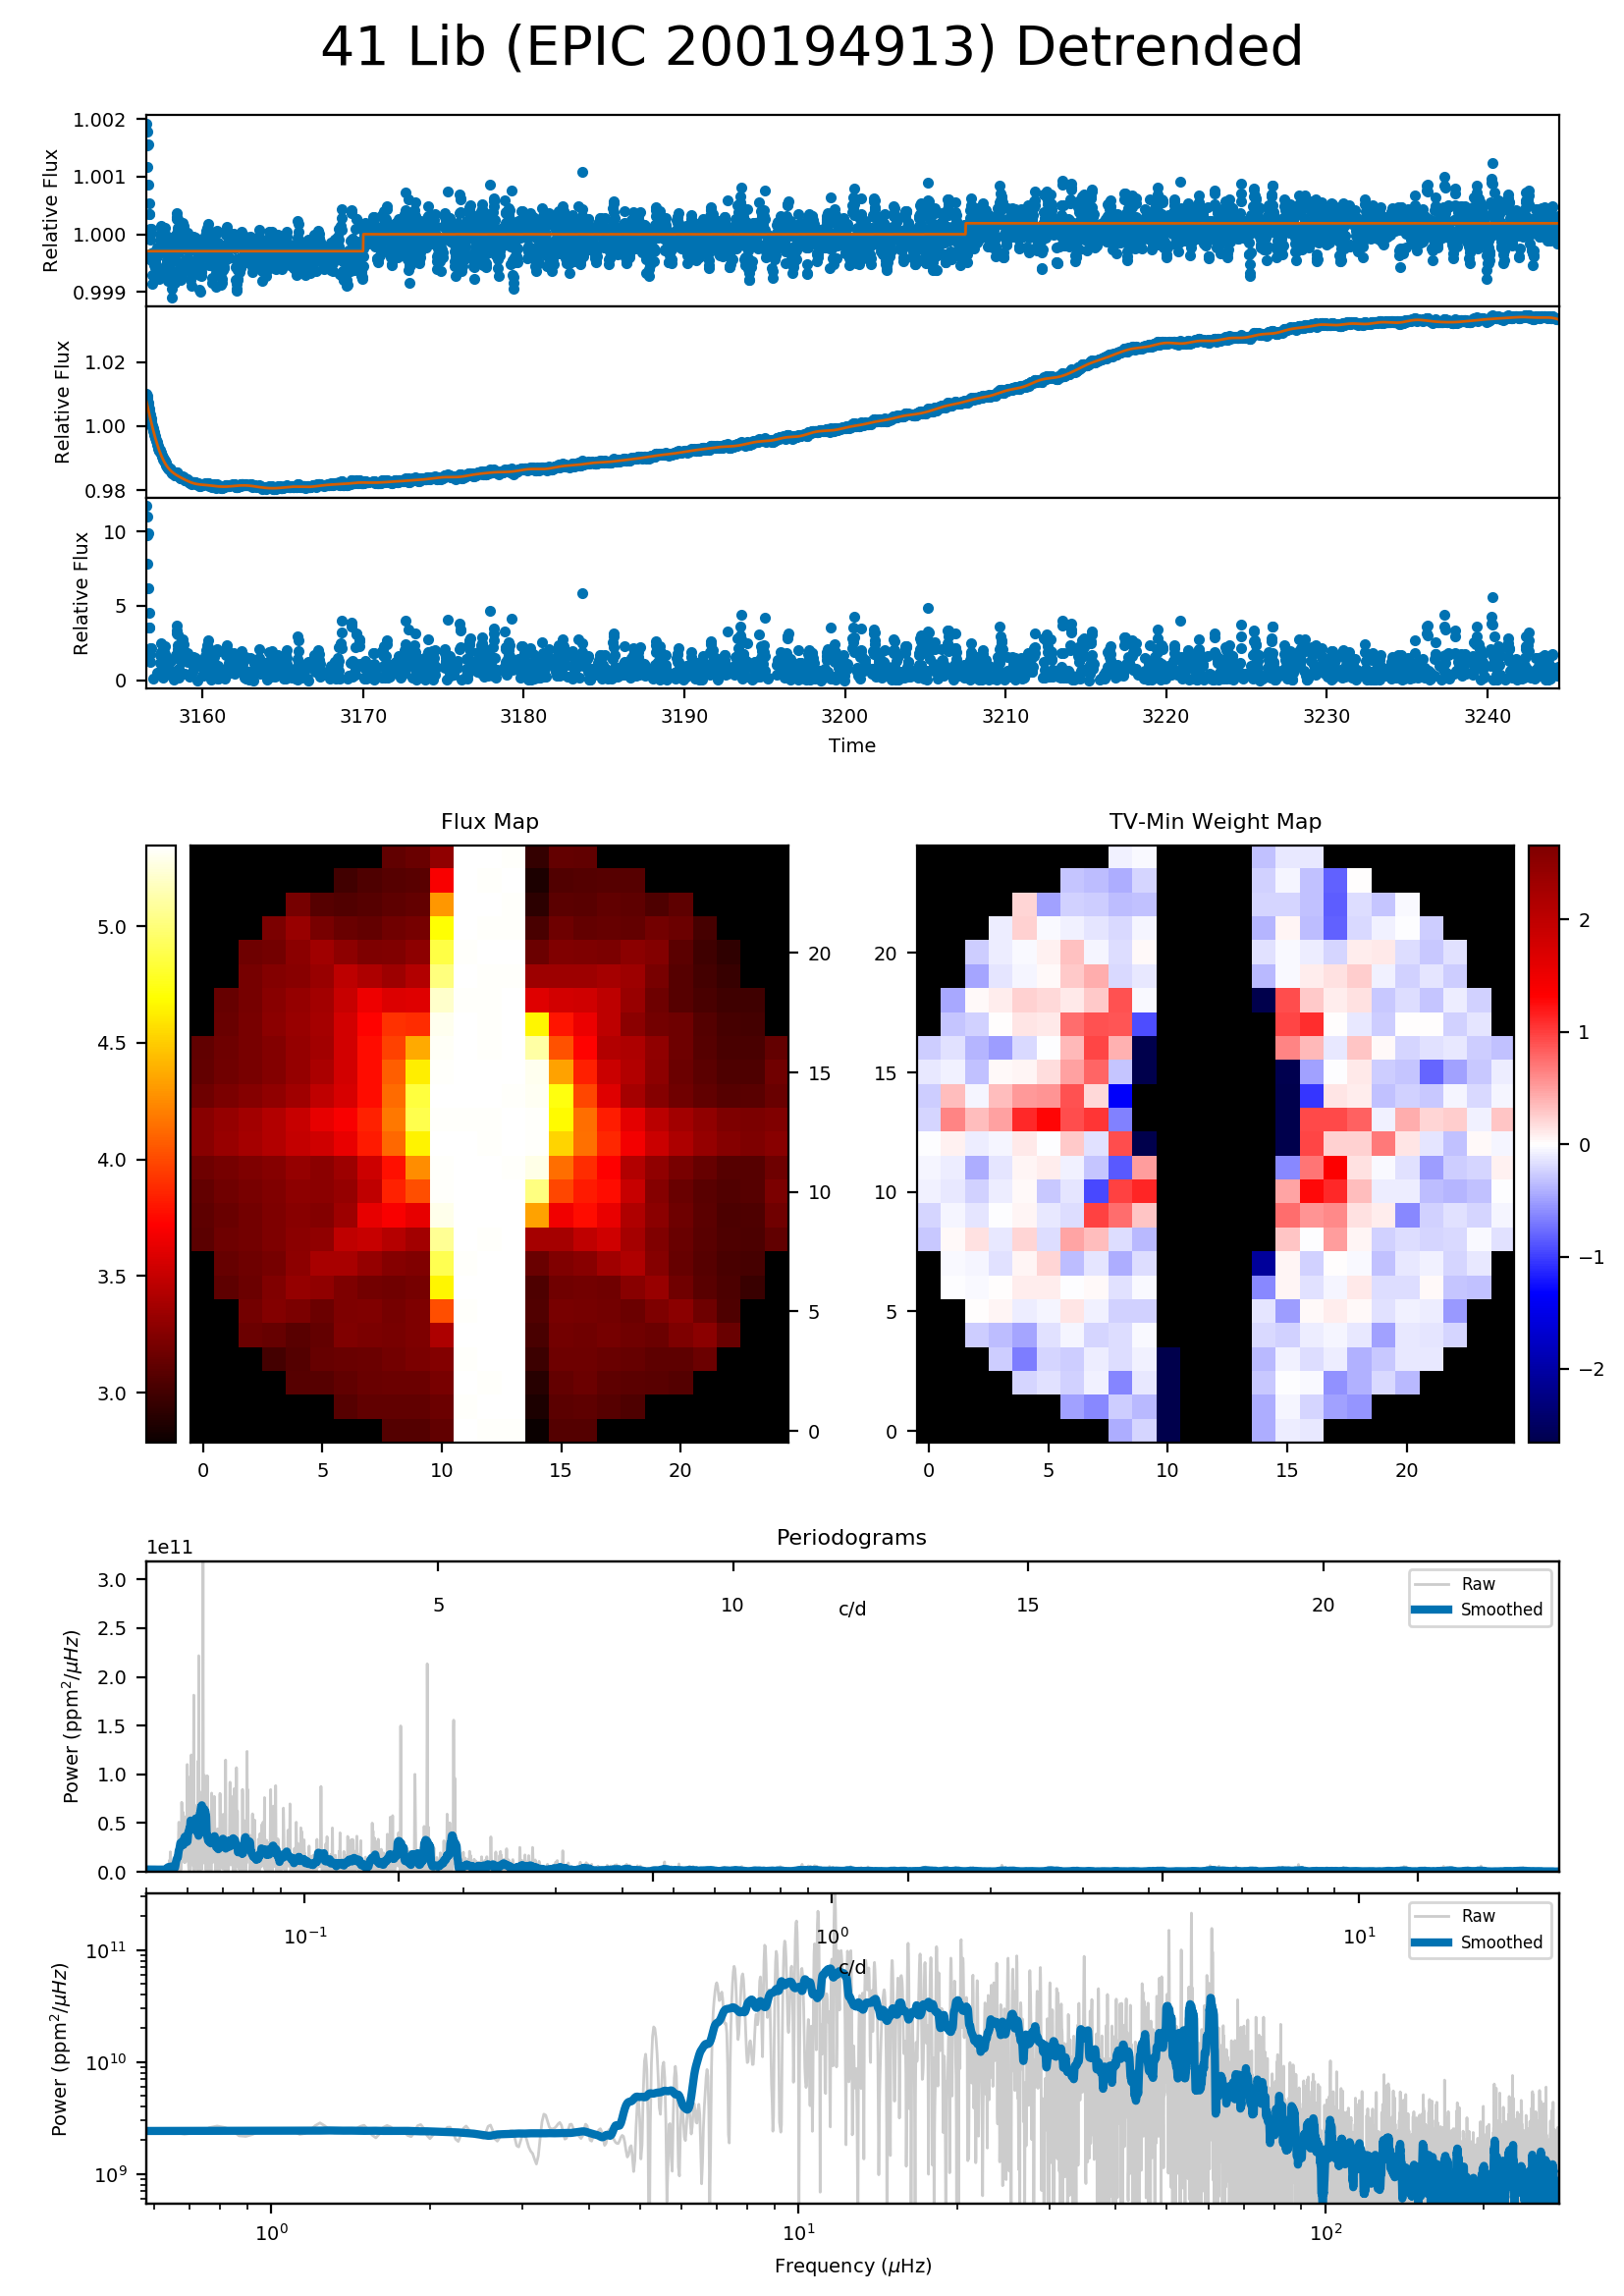 41 Lib (EPIC 200194913) Detrended
1.002
1.001
1.000
0.999
Relative Flux
1.02
1.00
0.98
Relative Flux
10
5
0
Relative Flux
3160 3170 3180 3190 3200 3210 3220 3230 3240
Time
Flux Map
TV-Min Weight Map
5.0
4.5
4.0
3.5
3.0
20
15
10
5
0
0 5 10 15 20
20
15
10
5
0
0 5 10 15 20
2
1
0
−1
−2
Periodograms
1e11
3.0
2.5
2.0
1.5
1.0
0.5
0.0
Power (ppm²/μHz)
5 10 15 20
c/d
Raw
Smoothed
10¹¹
10¹⁰
10⁹
Power (ppm²/μHz)
10⁻¹ 10⁰ 10¹
c/d
Raw
Smoothed
10⁰ 10¹ 10²
Frequency (μHz)